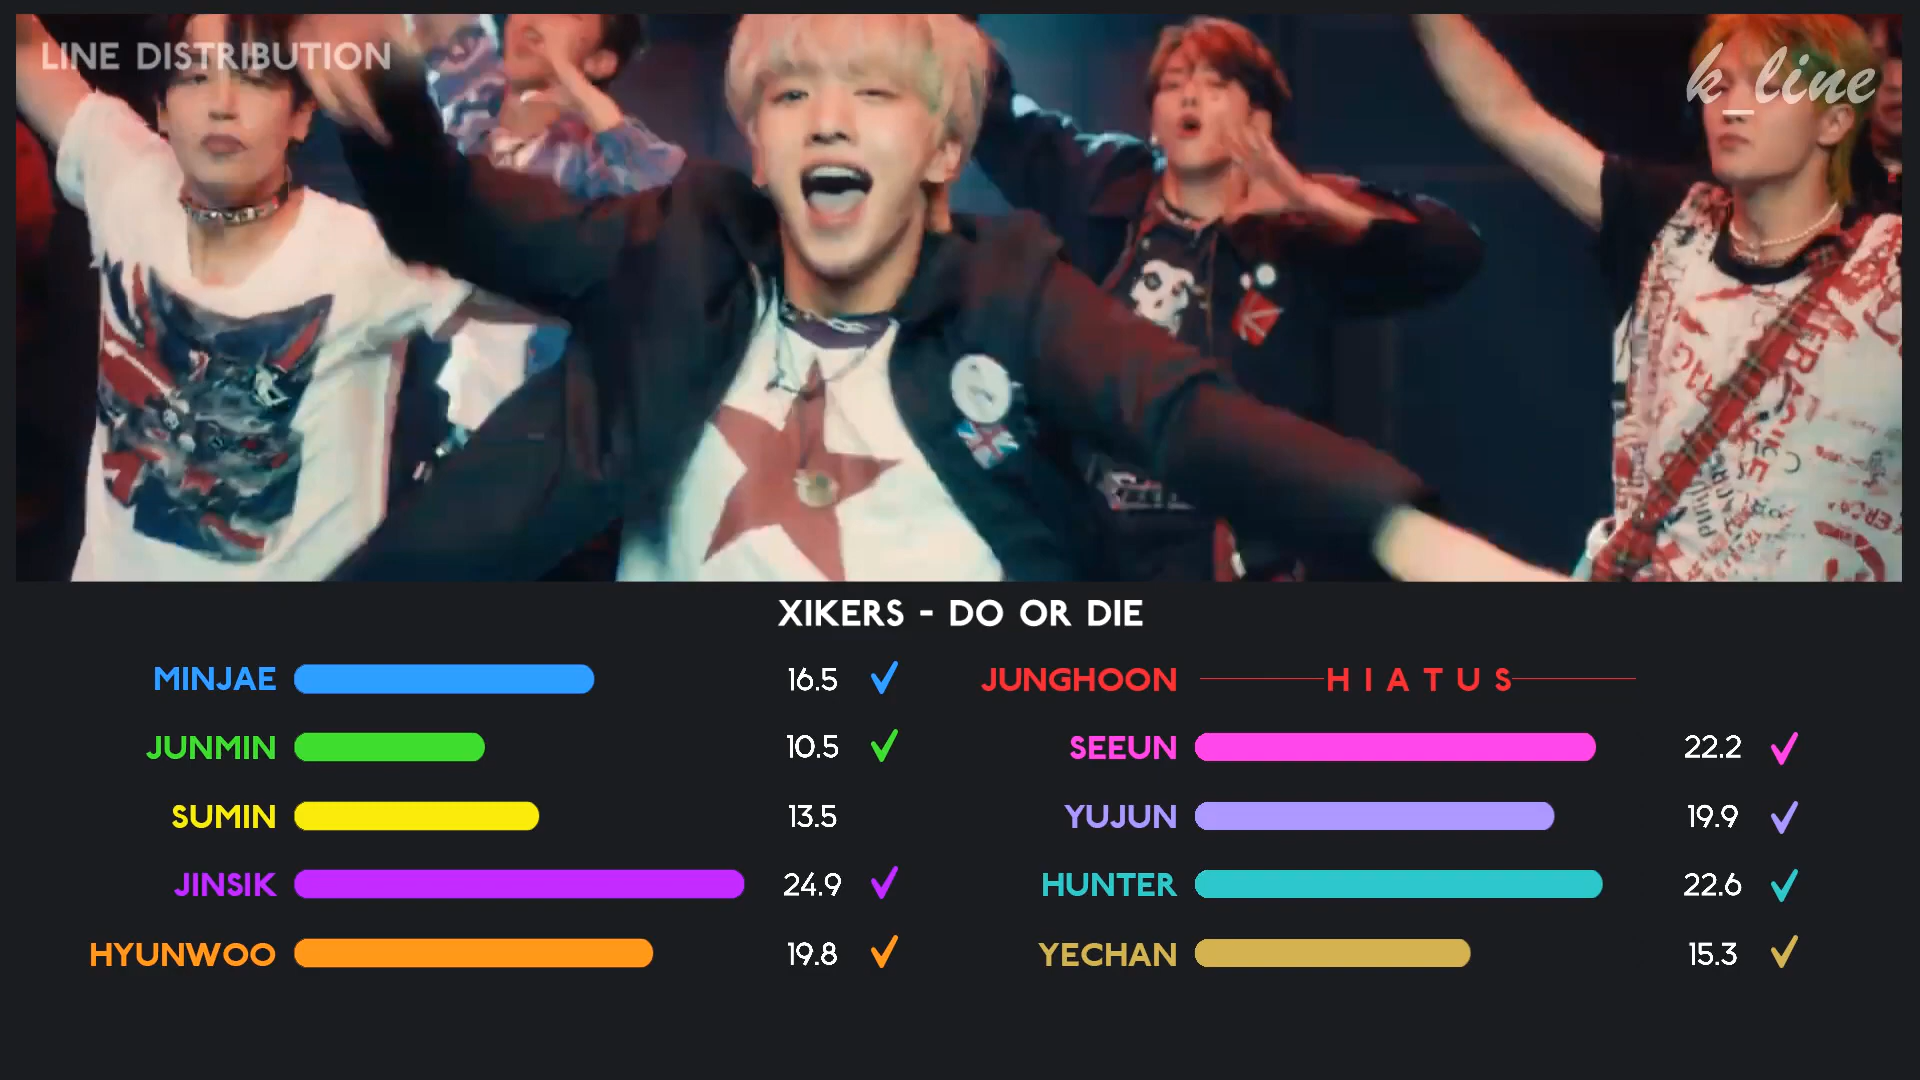 LINE DISTRIBUTION
k_line
XIKERS - DO OR DIE
MINJAE 16.5
JUNMIN 10.5
SUMIN 13.5
JINSIK 24.9
HYUNWOO 19.8
JUNGHOON HIATUS
SEEUN 22.2
YUJUN 19.9
HUNTER 22.6
YECHAN 15.3